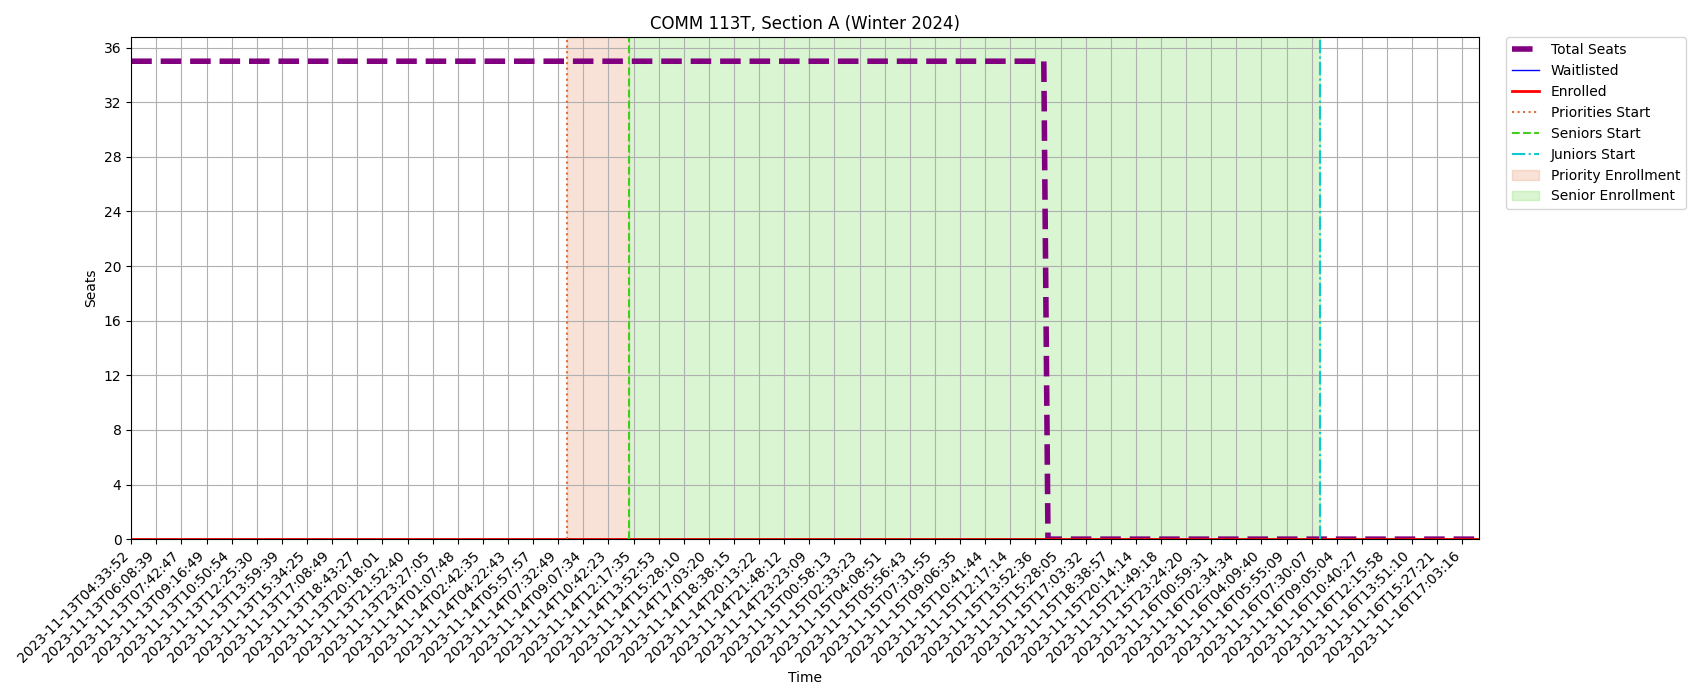 COMM 113T, Section A (Winter 2024)
Total Seats
Waitlisted
Enrolled
Priorities Start
Seniors Start
Juniors Start
Priority Enrollment
Senior Enrollment
Seats
36
32
28
24
20
16
12
8
4
0
2023-11-13T04:33:52
2023-11-13T06:08:39
2023-11-13T07:42:47
2023-11-13T09:16:49
2023-11-13T10:50:54
2023-11-13T12:25:30
2023-11-13T13:59:39
2023-11-13T15:34:25
2023-11-13T17:08:49
2023-11-13T18:43:27
2023-11-13T20:18:01
2023-11-13T21:52:40
2023-11-13T23:27:05
2023-11-14T01:07:48
2023-11-14T02:42:35
2023-11-14T04:22:43
2023-11-14T05:57:57
2023-11-14T07:32:49
2023-11-14T09:07:34
2023-11-14T10:42:23
2023-11-14T12:17:35
2023-11-14T13:52:53
2023-11-14T15:28:10
2023-11-14T17:03:20
2023-11-14T18:38:15
2023-11-14T20:13:22
2023-11-14T21:48:12
2023-11-14T23:23:09
2023-11-15T00:58:13
2023-11-15T02:33:23
2023-11-15T04:08:51
2023-11-15T05:56:43
2023-11-15T07:31:55
2023-11-15T09:06:35
2023-11-15T10:41:44
2023-11-15T12:17:14
2023-11-15T13:52:36
2023-11-15T15:28:05
2023-11-15T17:03:32
2023-11-15T18:38:57
2023-11-15T20:14:14
2023-11-15T21:49:18
2023-11-15T23:24:20
2023-11-16T00:59:31
2023-11-16T02:34:34
2023-11-16T04:09:40
2023-11-16T05:55:09
2023-11-16T07:30:07
2023-11-16T09:05:04
2023-11-16T10:40:27
2023-11-16T12:15:58
2023-11-16T13:51:10
2023-11-16T15:27:21
2023-11-16T17:03:16
Time